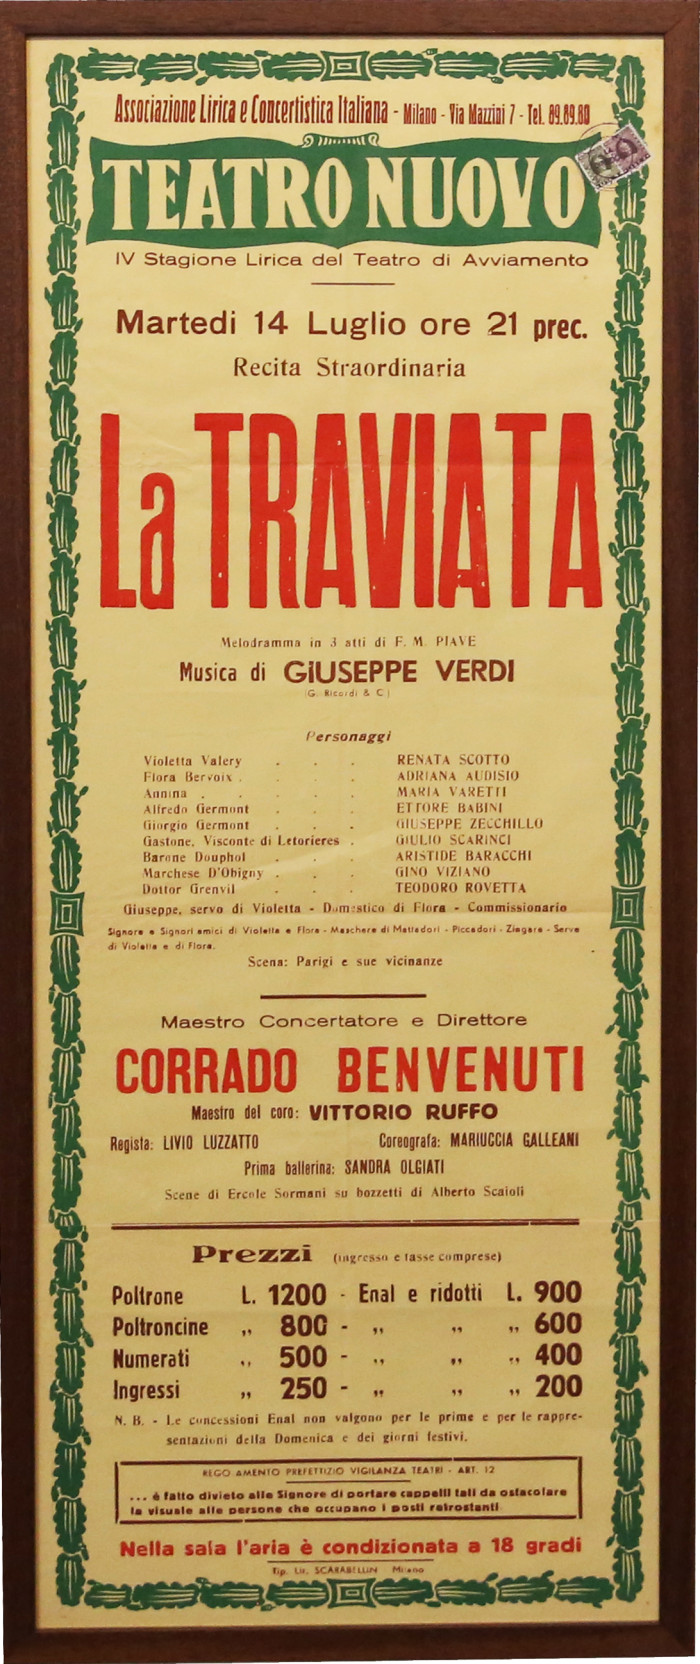 Associazione Lirica e Concertistica Italiana - Milano - Via Mazzini 7 - Tel. 89.89.80
TEATRO NUOVO
IV Stagione Lirica del Teatro di Avviamento
Martedi 14 Luglio ore 21 prec.
Recita Straordinaria
La TRAVIATA
Melodramma in 3 atti di F. M. PIAVE
Musica di GIUSEPPE VERDI
(G. Ricordi & C)
Personaggi
Violetta Valery . . . RENATA SCOTTO
Flora Bervoix . . . . ADRIANA AUDISIO
Annina . . . . . MARIA VARETTI
Alfredo Germont . . . ETTORE BABINI
Giorgio Germont . . . GIUSEPPE ZECCHILLO
Gastone, Visconte di Letorieres . GIULIO SCARINCI
Barone Douphol . . . ARISTIDE BARACCHI
Marchese D'Obigny . . . GINO VIZIANO
Dottor Grenvil . . . TEODORO ROVETTA
Giuseppe, servo di Violetta - Domestico di Flora - Commissionario
Signore e Signori amici di Violetta e Flora - Maschere di Mattadori - Piccadori - Zingare - Serve
di Violetta e di Flora.
Scena: Parigi e sue vicinanze
Maestro Concertatore e Direttore
CORRADO BENVENUTI
Maestro del coro: VITTORIO RUFFO
Regista: LIVIO LUZZATTO Coreografa: MARIUCCIA GALLEANI
Prima ballerina: SANDRA OLGIATI
Scene di Ercole Sormani su bozzetti di Alberto Scaioli
Prezzi (ingresso e tasse comprese)
Poltrone L. 1200 - Enal e ridotti L. 900
Poltroncine ,, 800 - ,, ,, ,, 600
Numerati ,, 500 - ,, ,, ,, 400
Ingressi ,, 250 - ,, ,, ,, 200
N. B. - Le concessioni Enal non valgono per le prime e per le rappre-
sentazioni della Domenica e dei giorni festivi.
REGOLAMENTO PREFETTIZIO VIGILANZA TEATRI - ART. 12
... è fatto divieto alle Signore di portare cappelli tali da ostacolare
la visuale alle persone che occupano i posti retrostanti
Nella sala l'aria è condizionata a 18 gradi
Tip. Lit. SCARABELLIN - Milano